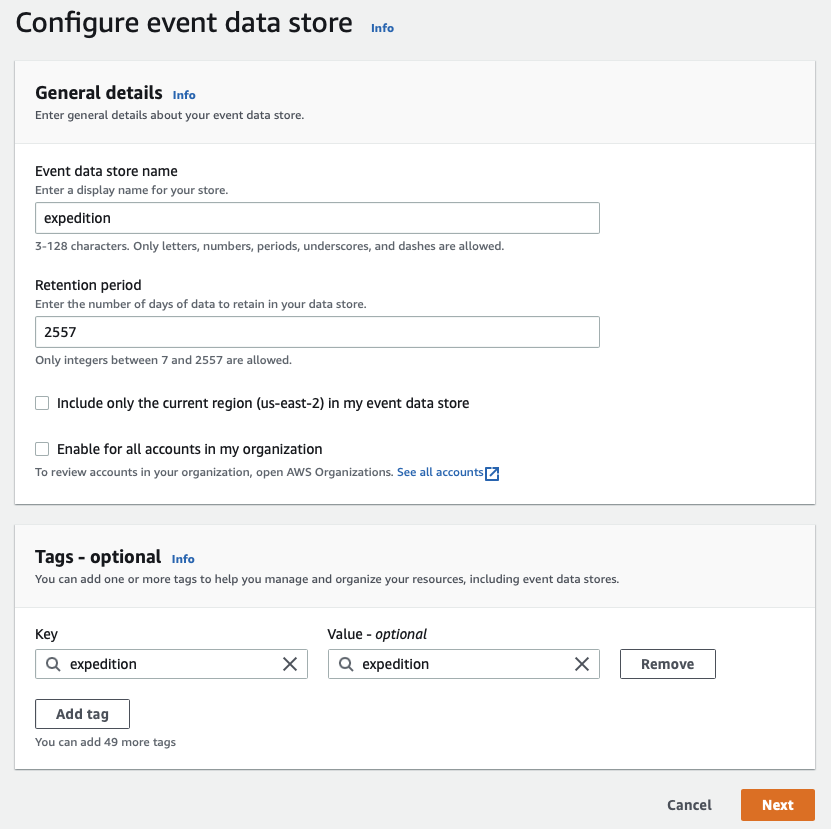 Configure event data store Info
General details Info
Enter general details about your event data store.
Event data store name
Enter a display name for your store.
expedition
3-128 characters. Only letters, numbers, periods, underscores, and dashes are allowed.
Retention period
Enter the number of days of data to retain in your data store.
2557
Only integers between 7 and 2557 are allowed.
Include only the current region (us-east-2) in my event data store
Enable for all accounts in my organization
To review accounts in your organization, open AWS Organizations. See all accounts
Tags - optional Info
You can add one or more tags to help you manage and organize your resources, including event data stores.
Key Value - optional
expedition expedition Remove
Add tag
You can add 49 more tags
Cancel Next